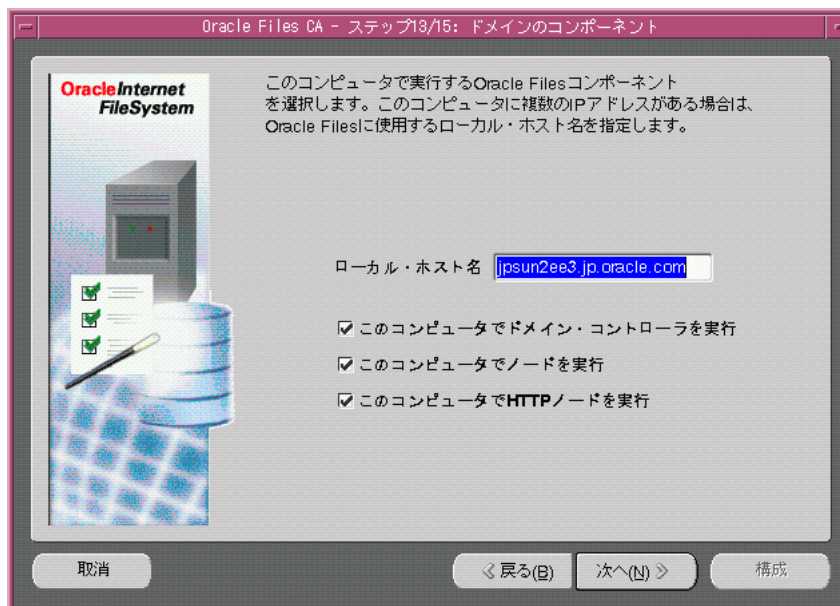 Oracle Files CA - ステップ13/15: ドメインのコンポーネント
OracleInternet
FileSystem
このコンピュータで実行するOracle Filesコンポーネント
を選択します。このコンピュータに複数のIPアドレスがある場合は、
Oracle Filesに使用するローカル・ホスト名を指定します。
ローカル・ホスト名 jpsun2ee3.jp.oracle.com
このコンピュータでドメイン・コントローラを実行
このコンピュータでノードを実行
このコンピュータでHTTPノードを実行
取消 戻る(B) 次へ(N) 構成